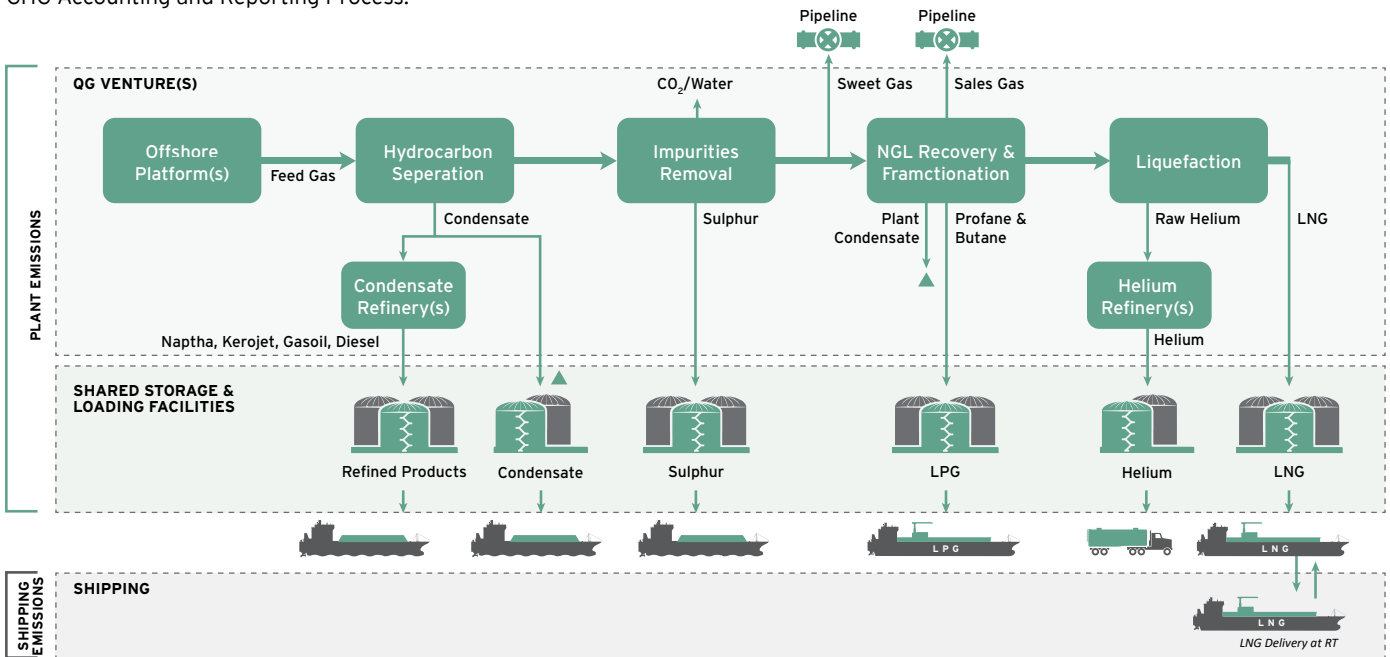 GHG Accounting and Reporting Process.
Pipeline
Pipeline
QG VENTURE(S)
CO₂/Water
Sweet Gas
Sales Gas
Offshore
Platform(s)
Feed Gas
Hydrocarbon
Seperation
Impurities
Removal
NGL Recovery &
Framctionation
Liquefaction
Condensate
Sulphur
Plant
Condensate
Profane &
Butane
Raw Helium
LNG
Condensate
Refinery(s)
Helium
Refinery(s)
Naptha, Kerojet, Gasoil, Diesel
Helium
PLANT EMISSIONS
SHARED STORAGE &
LOADING FACILITIES
Refined Products
Condensate
Sulphur
LPG
Helium
LNG
LPG
LNG
SHIPPING
EMISSIONS
SHIPPING
LNG
LNG Delivery at RT